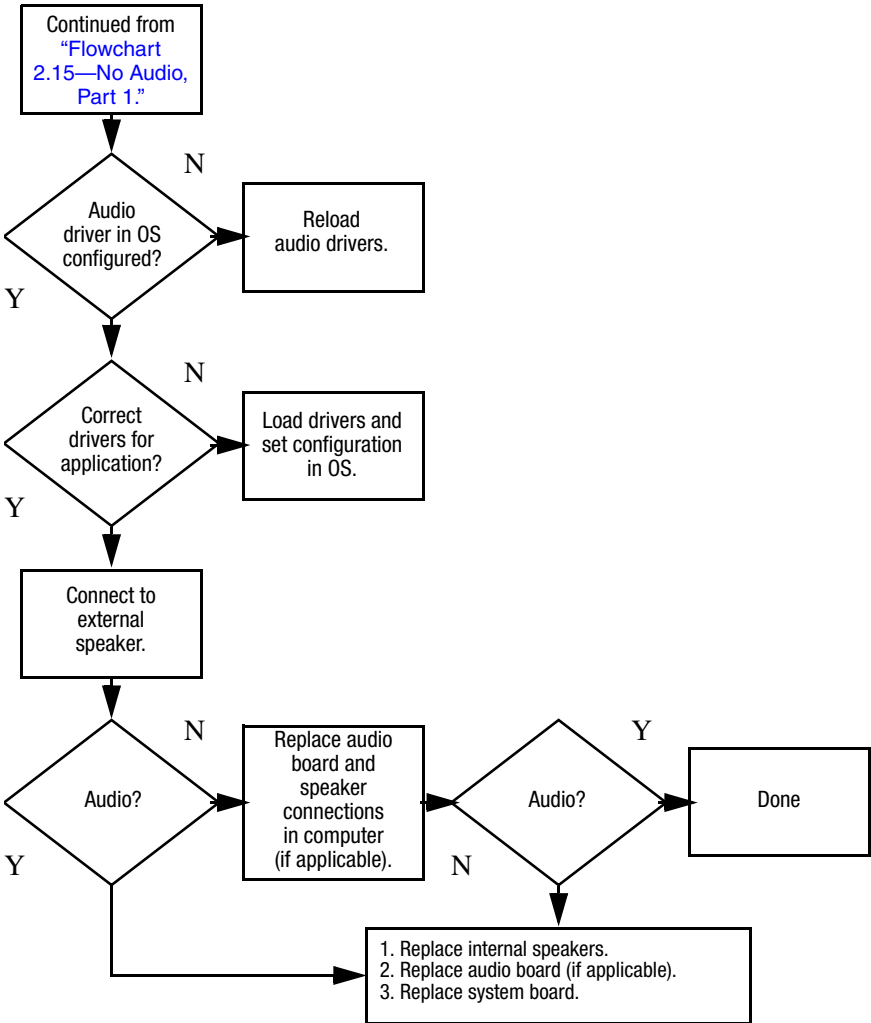 Continued from
“Flowchart
2.15—No Audio,
Part 1.”
N
Audio
driver in OS
configured?
Reload
audio drivers.
Y
N
Correct
drivers for
application?
Load drivers and
set configuration
in OS.
Y
Connect to
external
speaker.
N
Audio?
Replace audio
board and
speaker
connections
in computer
(if applicable).
Y
Audio?
Y
Done
N
1. Replace internal speakers.
2. Replace audio board (if applicable).
3. Replace system board.